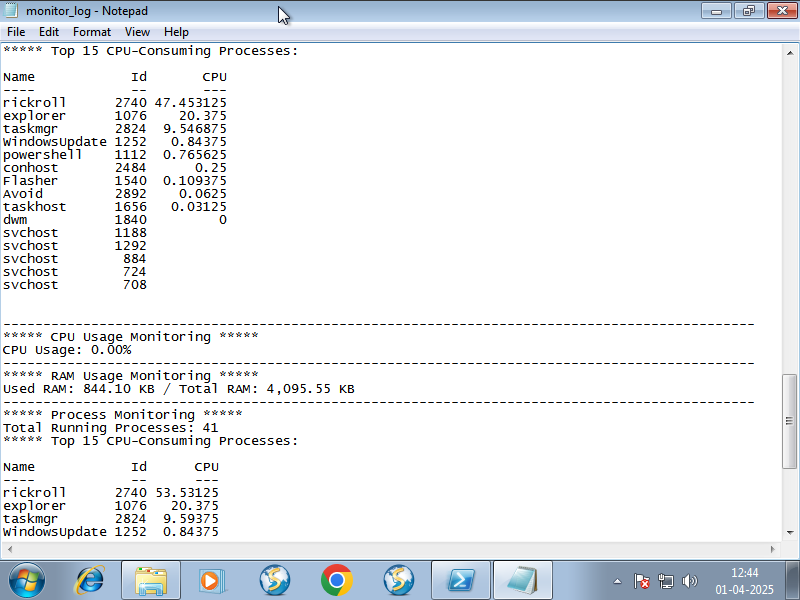 monitor_log - Notepad
File Edit Format View Help
***** Top 15 CPU-Consuming Processes:
Name Id CPU
---- -- ---
rickroll 2740 47.453125
explorer 1076 20.375
taskmgr 2824 9.546875
WindowsUpdate 1252 0.84375
powershell 1112 0.765625
conhost 2484 0.25
Flasher 1540 0.109375
Avoid 2892 0.0625
taskhost 1656 0.03125
dwm 1840 0
svchost 1188
svchost 1292
svchost 884
svchost 724
svchost 708
----------------------------------------------------------------------------------------------
***** CPU Usage Monitoring *****
CPU Usage: 0.00%
----------------------------------------------------------------------------------------------
***** RAM Usage Monitoring *****
Used RAM: 844.10 KB / Total RAM: 4,095.55 KB
----------------------------------------------------------------------------------------------
***** Process Monitoring *****
Total Running Processes: 41
***** Top 15 CPU-Consuming Processes:
Name Id CPU
---- -- ---
rickroll 2740 53.53125
explorer 1076 20.375
taskmgr 2824 9.59375
WindowsUpdate 1252 0.84375
12:44
01-04-2025